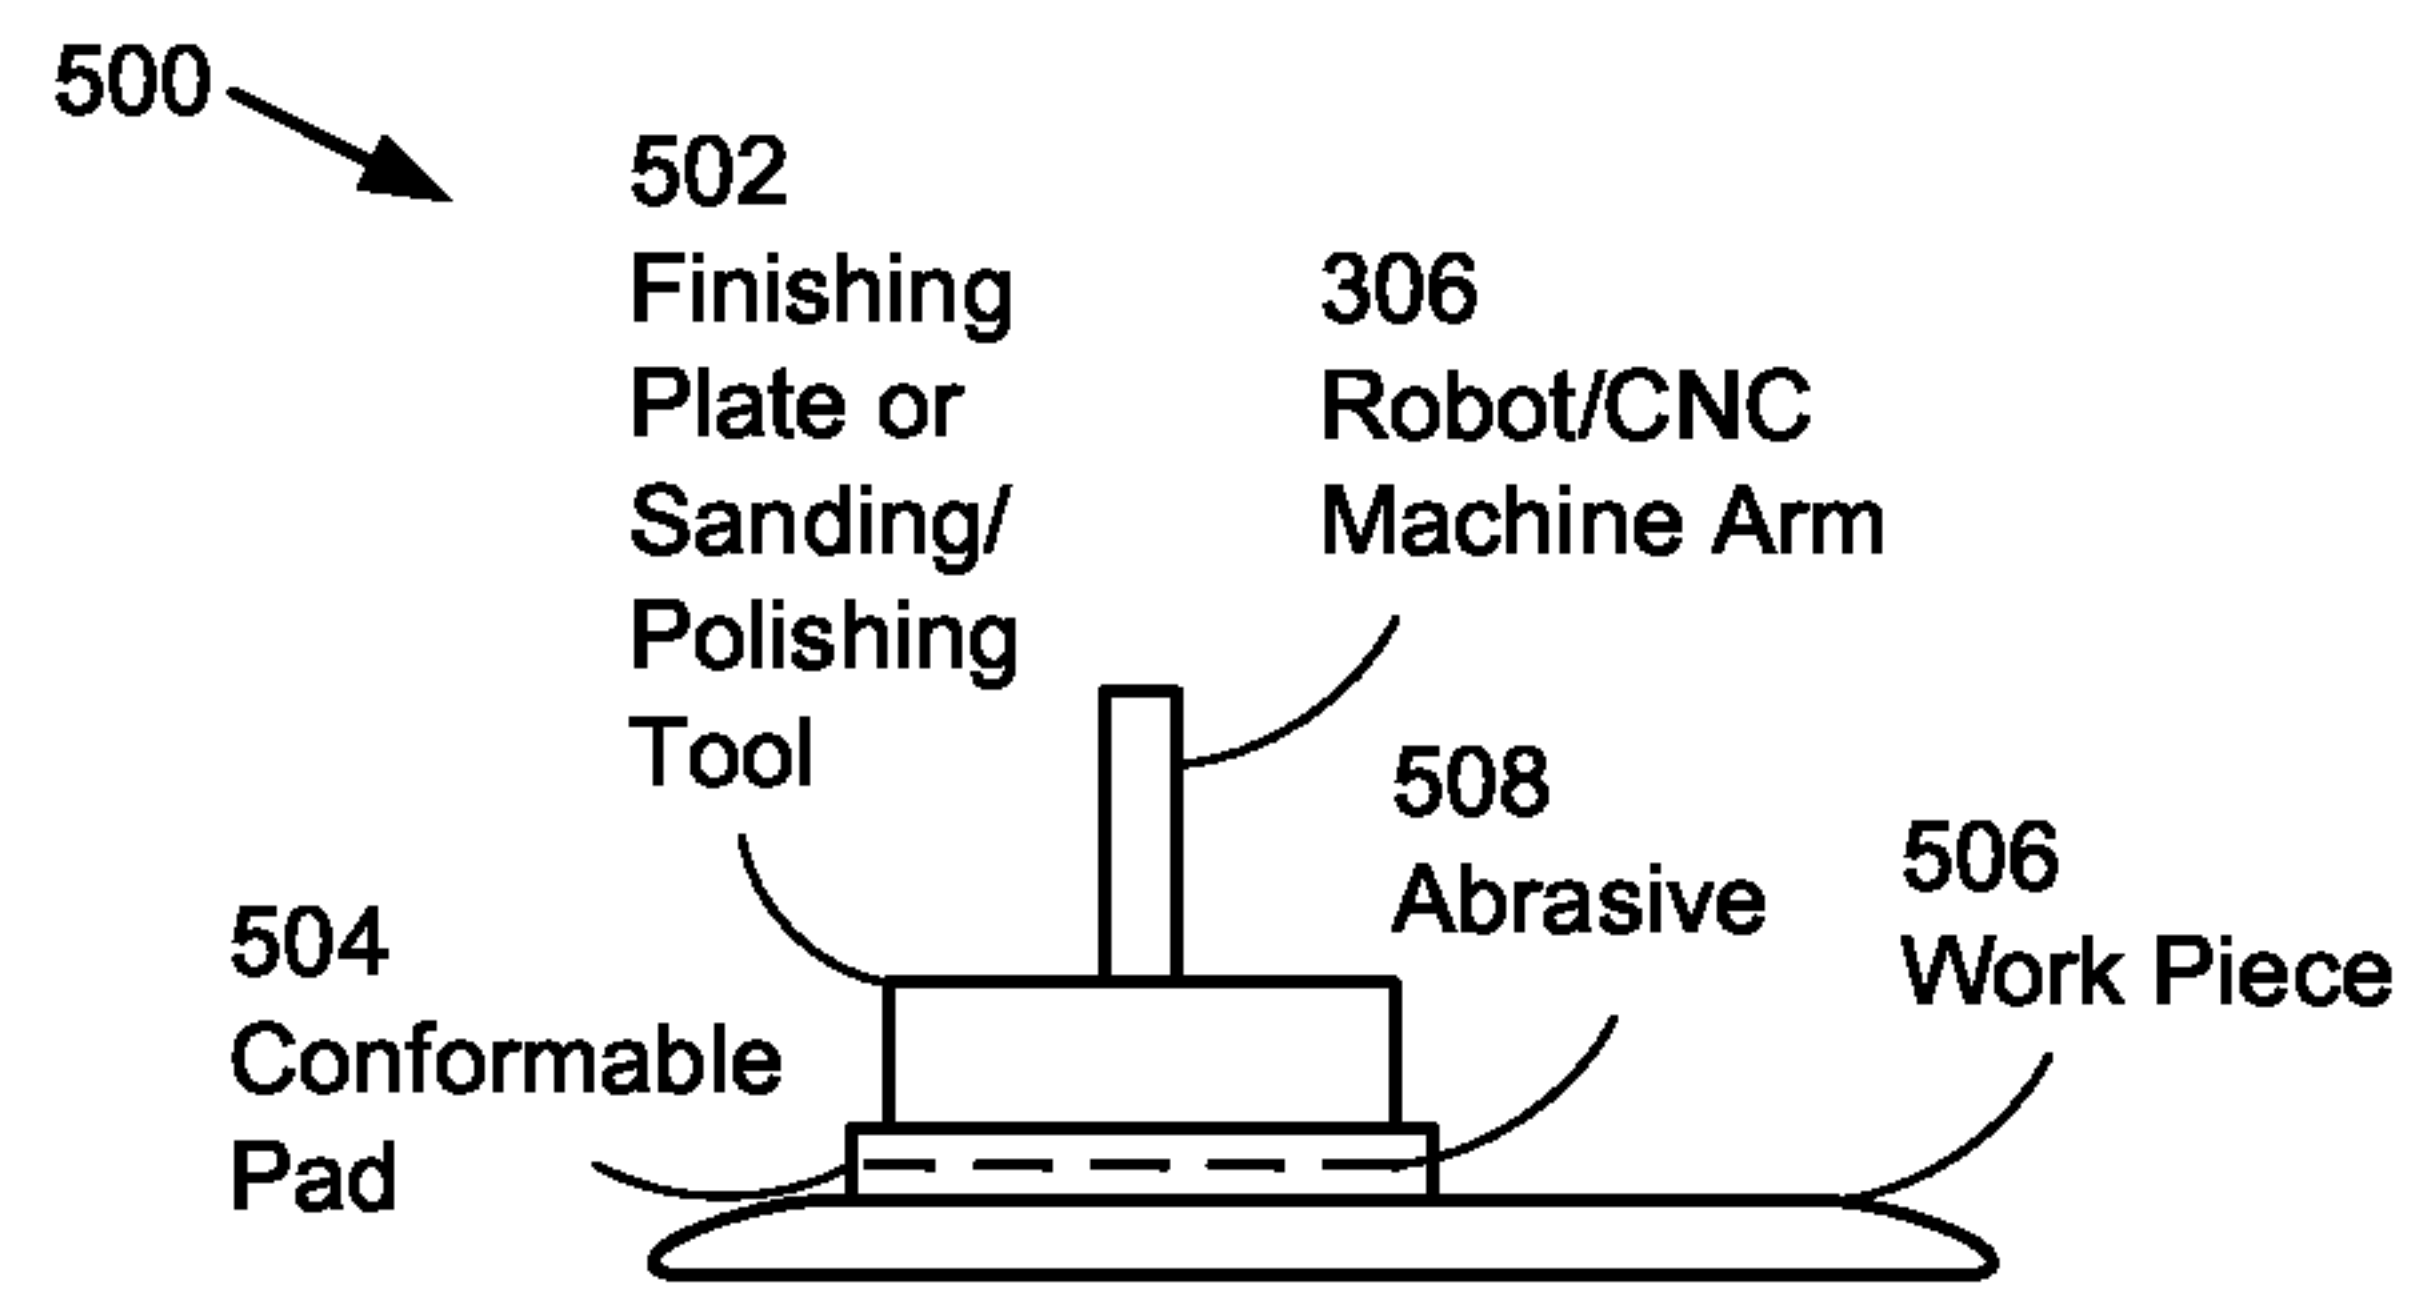 500
502
Finishing
Plate or
Sanding/
Polishing
Tool
306
Robot/CNC
Machine Arm
508
Abrasive
506
Work Piece
504
Conformable
Pad